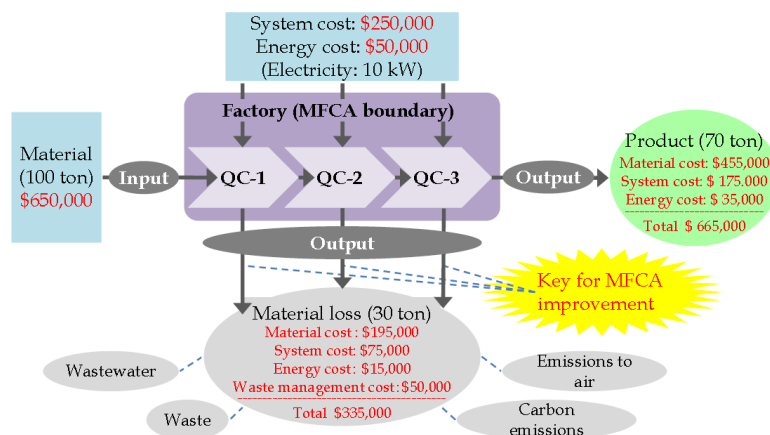 System cost: $250,000
Energy cost: $50,000
(Electricity: 10 kW)
Factory (MFCA boundary)
Material
(100 ton)
$650,000
Input
QC-1
QC-2
QC-3
Output
Product (70 ton)
Material cost: $455,000
System cost: $ 175.000
Energy cost: $ 35,000
Total $ 665,000
Output
Key for MFCA
improvement
Material loss (30 ton)
Material cost : $195,000
System cost: $75,000
Energy cost : $15,000
Waste management cost: $50,000
Total $335,000
Wastewater
Waste
Emissions to
air
Carbon
emissions